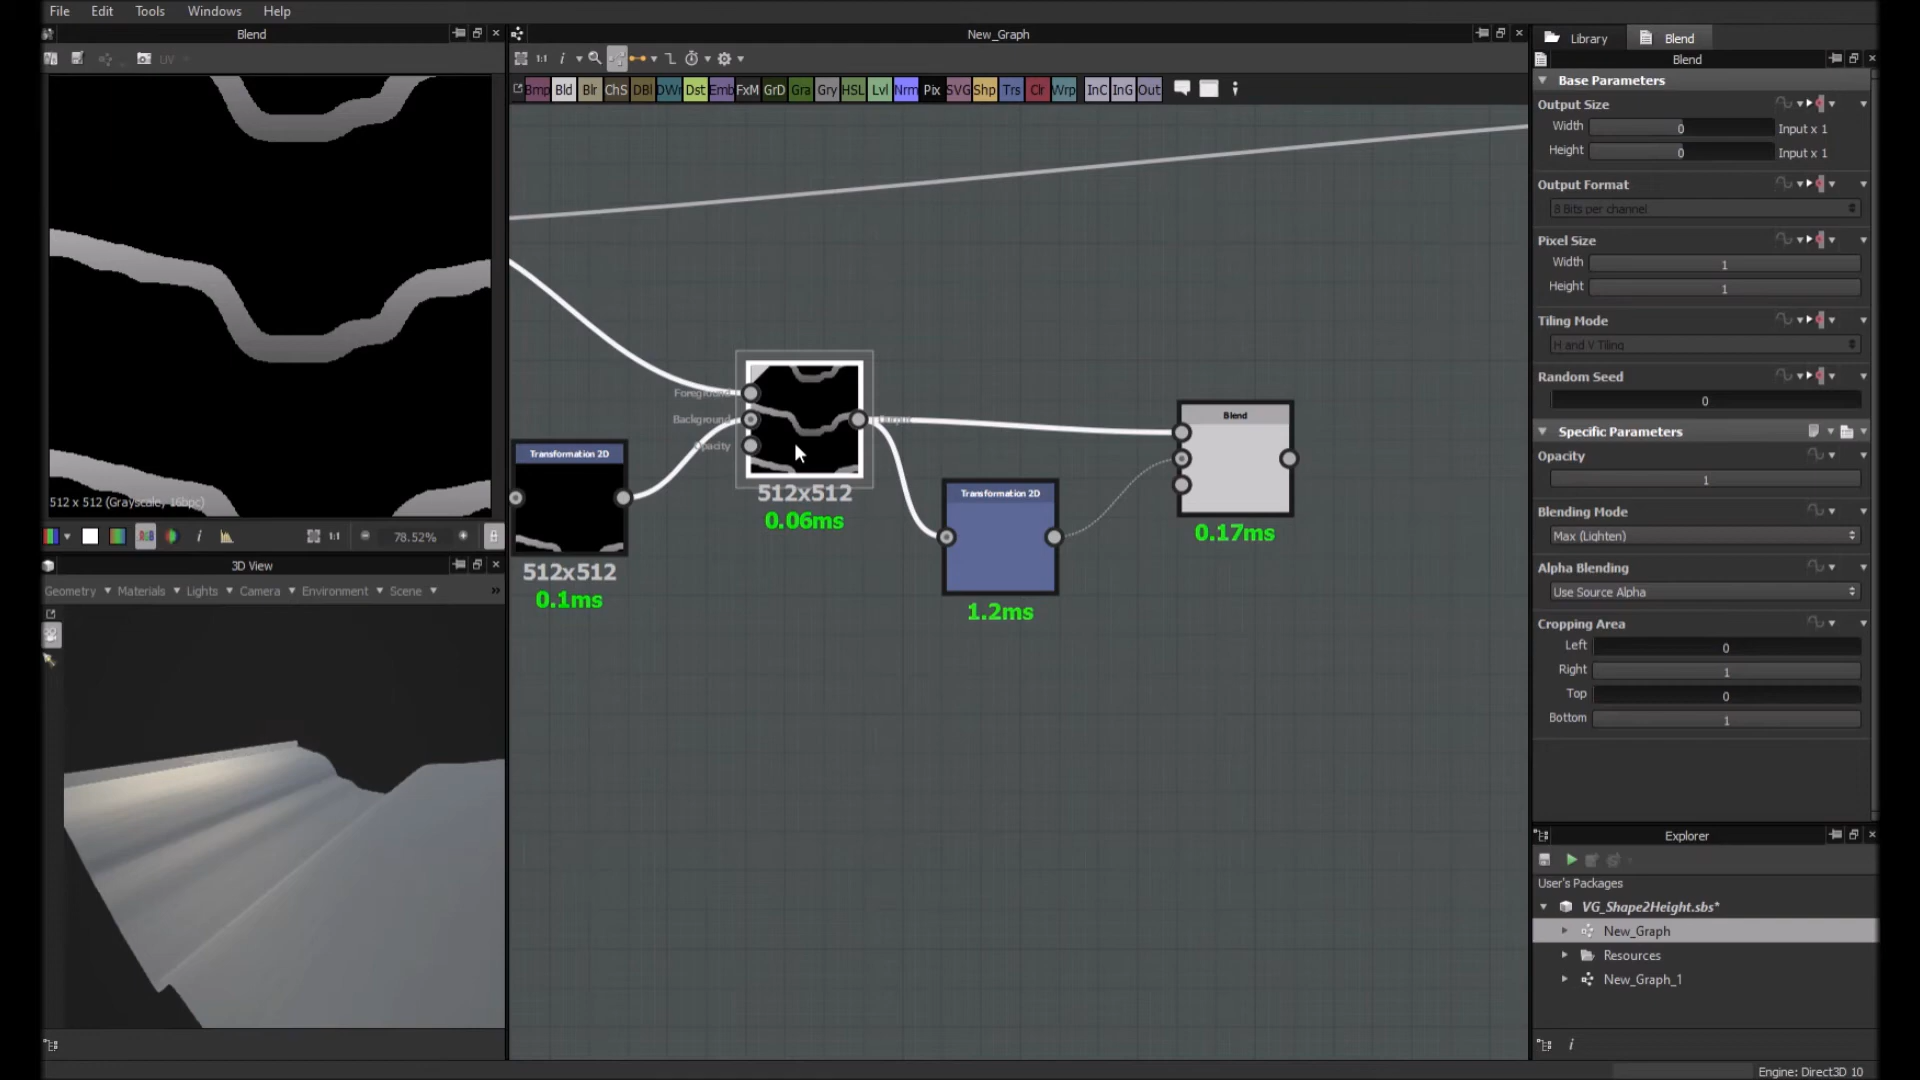 File Edit Tools Windows Help
Blend
UV
512 x 512 (Grayscale, 16bpc)
1:1 78.52%
3D View
Geometry Materials Lights Camera Environment Scene
New_Graph
1:1
Bmp Bld Blr ChS DBl DWr Dst Emb FxM GrD Gra Gry HSL Lvl Nrm Pix SVG Shp Trs Clr Wrp InC InG Out
Foreground
Background
Opacity
Output
512x512
0.06ms
Transformation 2D
512x512
0.1ms
Transformation 2D
1.2ms
Blend
0.17ms
Library Blend
Blend
Base Parameters
Output Size
Width 0 Input x 1
Height 0 Input x 1
Output Format
8 Bits per channel
Pixel Size
Width 1
Height 1
Tiling Mode
H and V Tiling
Random Seed
0
Specific Parameters
Opacity
1
Blending Mode
Max (Lighten)
Alpha Blending
Use Source Alpha
Cropping Area
Left 0
Right 1
Top 0
Bottom 1
Explorer
User's Packages
VG_Shape2Height.sbs*
New_Graph
Resources
New_Graph_1
Engine: Direct3D 10